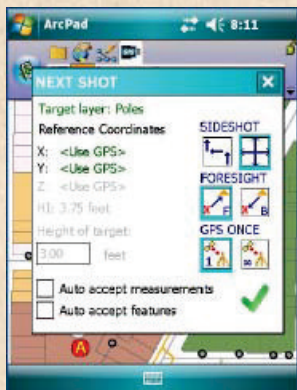 ArcPad 8:11
NEXT SHOT
Target layer: Poles
Reference Coordinates
X: <Use GPS>
Y: <Use GPS>
Z <Use GPS>
HI: 3.75 feet
Height of target:
3.00 feet
SIDESHOT
FORESIGHT
F
B
GPS ONCE
1
∞
Auto accept measurements
Auto accept features
A